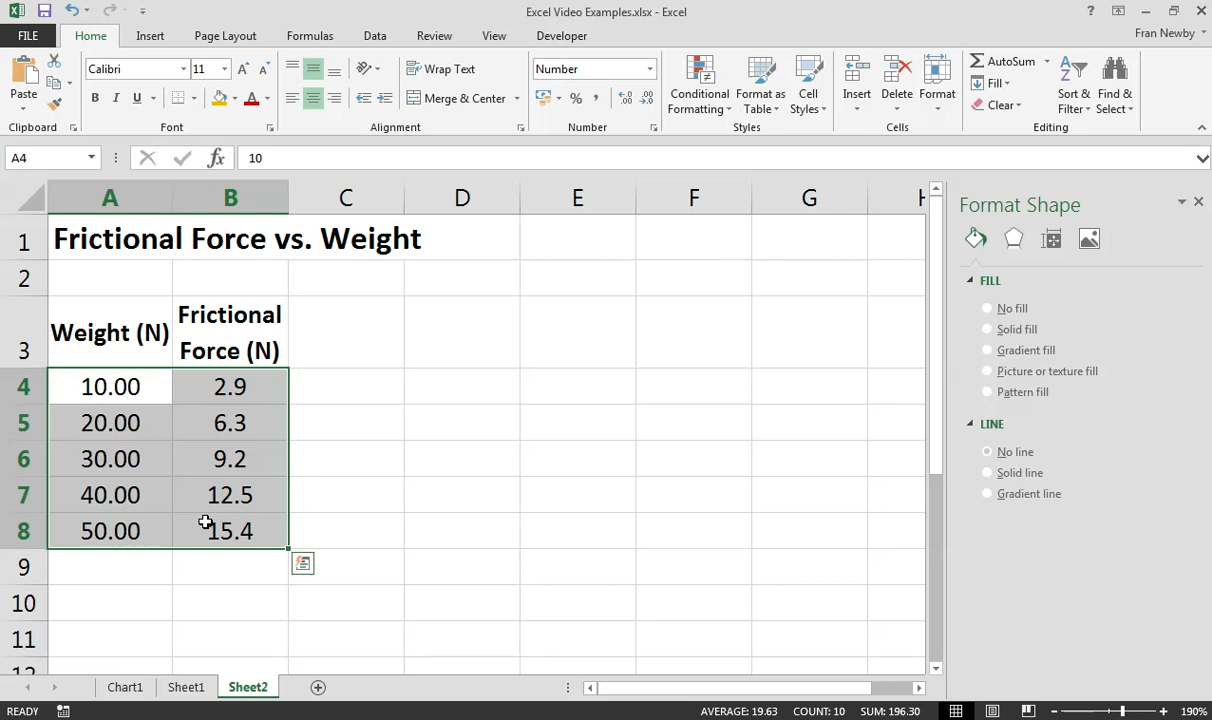 Excel Video Examples.xlsx - Excel
FILE Home Insert Page Layout Formulas Data Review View Developer Fran Newby
Calibri 11 Wrap Text Number AutoSum
Paste B I U Merge & Center % , Conditional Formatting Format as Table Cell Styles Insert Delete Format Fill Clear Sort & Filter Find & Select
Clipboard Font Alignment Number Styles Cells Editing
A4 fx 10
A B C D E F G H
Format Shape
1 Frictional Force vs. Weight
2
3 Weight (N) Frictional Force (N)
4 10.00 2.9
5 20.00 6.3
6 30.00 9.2
7 40.00 12.5
8 50.00 15.4
9
10
11
12
FILL
No fill
Solid fill
Gradient fill
Picture or texture fill
Pattern fill
LINE
No line
Solid line
Gradient line
Chart1 Sheet1 Sheet2
READY AVERAGE: 19.63 COUNT: 10 SUM: 196.30 190%